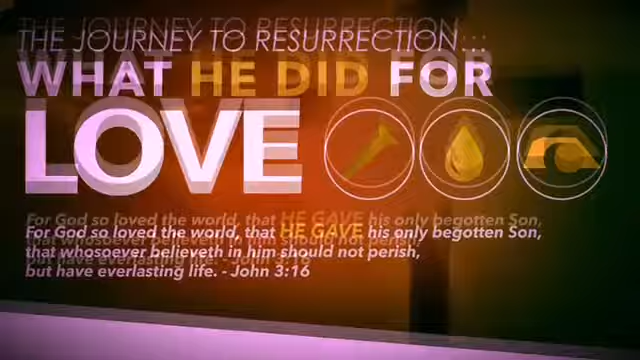 THE JOURNEY TO RESURRECTION...
WHAT HE DID FOR
LOVE
For God so loved the world, that HE GAVE his only begotten Son,
that whosoever believeth in him should not perish,
but have everlasting life. - John 3:16